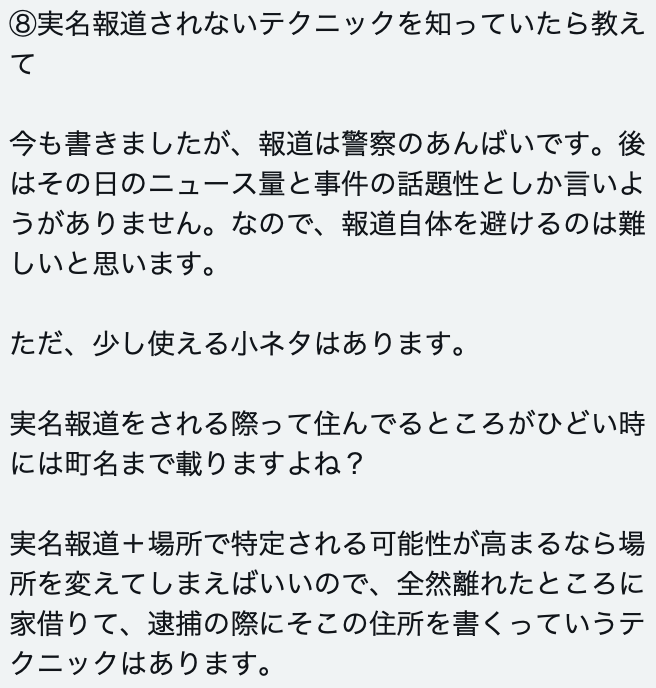 ⑧実名報道されないテクニックを知っていたら教え
て
今も書きましたが、報道は警察のあんばいです。後
はその日のニュース量と事件の話題性としか言いよ
うがありません。なので、報道自体を避けるのは難
しいと思います。
ただ、少し使える小ネタはあります。
実名報道をされる際って住んでるところがひどい時
には町名まで載りますよね？
実名報道＋場所で特定される可能性が高まるなら場
所を変えてしまえばいいので、全然離れたところに
家借りて、逮捕の際にそこの住所を書くっていうテ
クニックはあります。